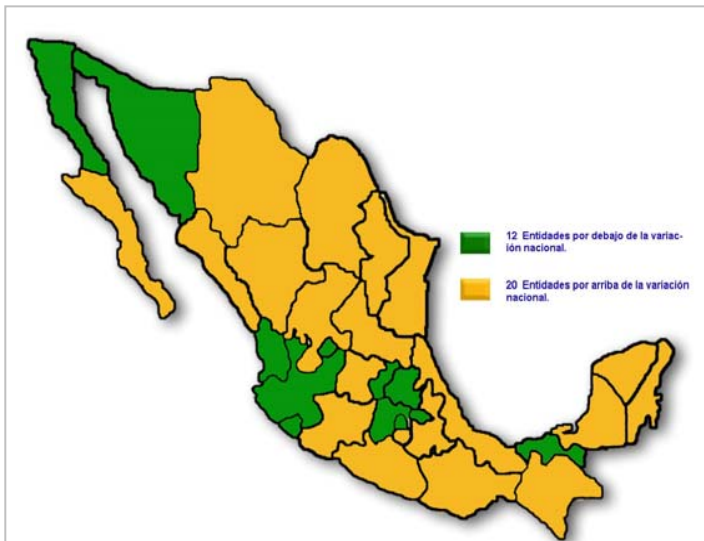 12 Entidades por debajo de la variac-
ión nacional.
20 Entidades por arriba de la variación
nacional.